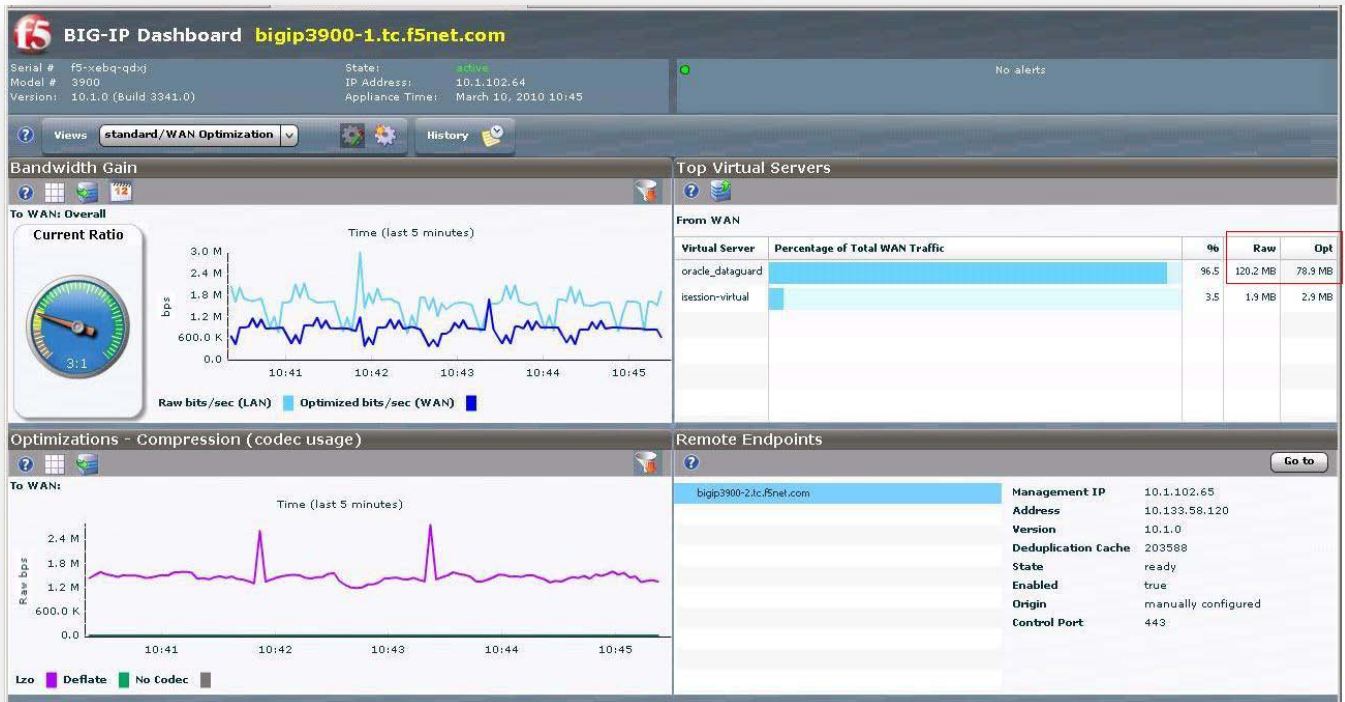 f5 BIG-IP Dashboard bigip3900-1.tc.f5net.com
Serial # f5-xebq-qdxj
Model # 3900
Version: 10.1.0 (Build 3341.0)
State: active
IP Address: 10.1.102.64
Appliance Time: March 10, 2010 10:45
No alerts
Views standard/WAN Optimization
History
Bandwidth Gain
12
To WAN: Overall
Current Ratio
3:1
Time (last 5 minutes)
bps
3.0 M
2.4 M
1.8 M
1.2 M
600.0 K
0.0
10:41 10:42 10:43 10:44 10:45
Raw bits/sec (LAN) Optimized bits/sec (WAN)
Top Virtual Servers
From WAN
Virtual Server Percentage of Total WAN Traffic % Raw Opt
oracle_dataguard 96.5 120.2 MB 78.9 MB
isession-virtual 3.5 1.9 MB 2.9 MB
Optimizations - Compression (codec usage)
To WAN:
Time (last 5 minutes)
Raw bps
2.4 M
1.8 M
1.2 M
600.0 K
0.0
10:41 10:42 10:43 10:44 10:45
Lzo Deflate No Codec
Remote Endpoints
Go to
bigip3900-2.tc.f5net.com
Management IP 10.1.102.65
Address 10.133.58.120
Version 10.1.0
Deduplication Cache 203588
State ready
Enabled true
Origin manually configured
Control Port 443